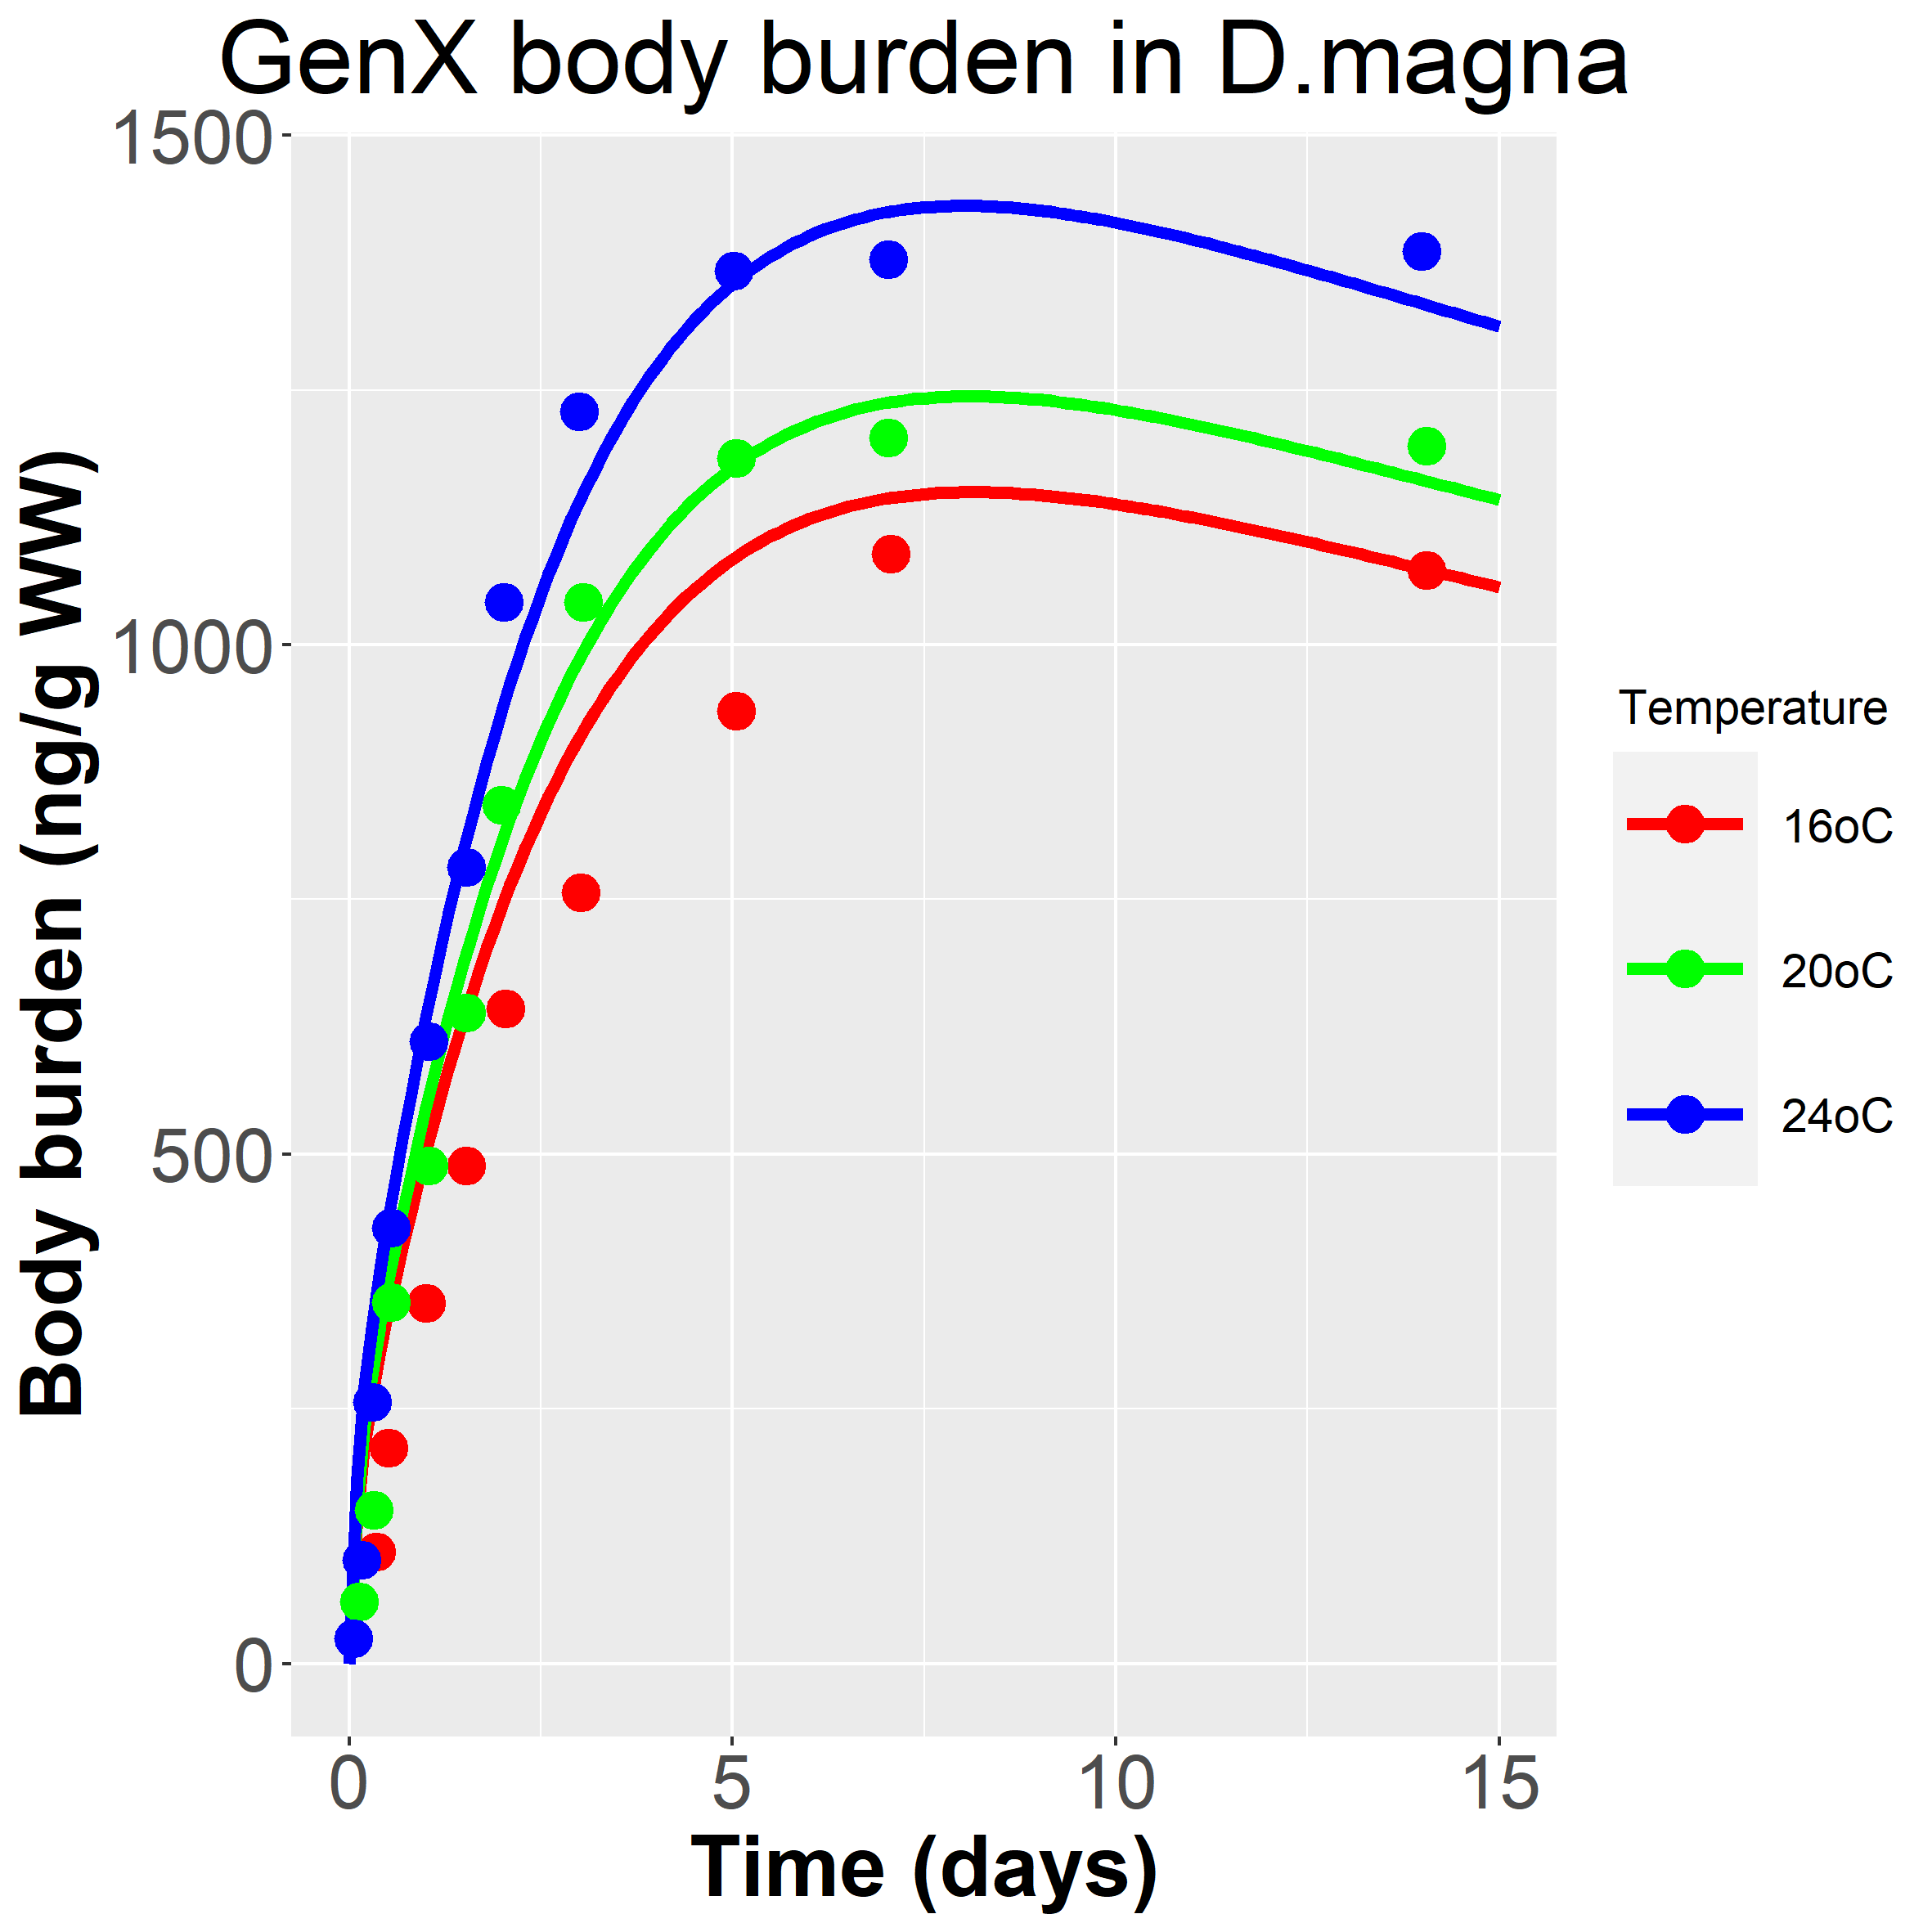 GenX body burden in D.magna
1500
1000
500
0
Body burden (ng/g WW)
0 5 10 15
Time (days)
Temperature
16oC
20oC
24oC